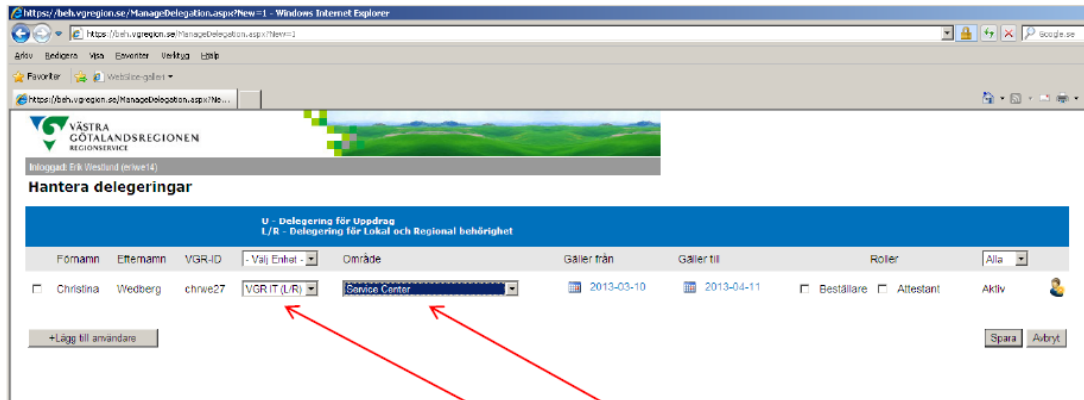 https://beh.vgregion.se/ManageDelegation.aspx?New=1 - Windows Internet Explorer
https://beh.vgregion.se/ManageDelegation.aspx?New=1
Google.se
Arkiv Redigera Visa Favoriter Verktyg Hjälp
Favoriter WebSlice-galleri
https://beh.vgregion.se/ManageDelegation.aspx?Ne...
VÄSTRA
GÖTALANDSREGIONEN
REGIONSERVICE
Inloggad: Erik Westlund (eriwe14)
Hantera delegeringar
U - Delegering för Uppdrag
L/R - Delegering för Lokal och Regional behörighet
Förnamn Efternamn VGR-ID - Välj Enhet - Område Gäller från Gäller till Roller Alla
Christina Wedberg chrwe27 VGR IT (L/R) Service Center 2013-03-10 2013-04-11 Beställare Attestant Aktiv
+Lägg till användare Spara Avbryt